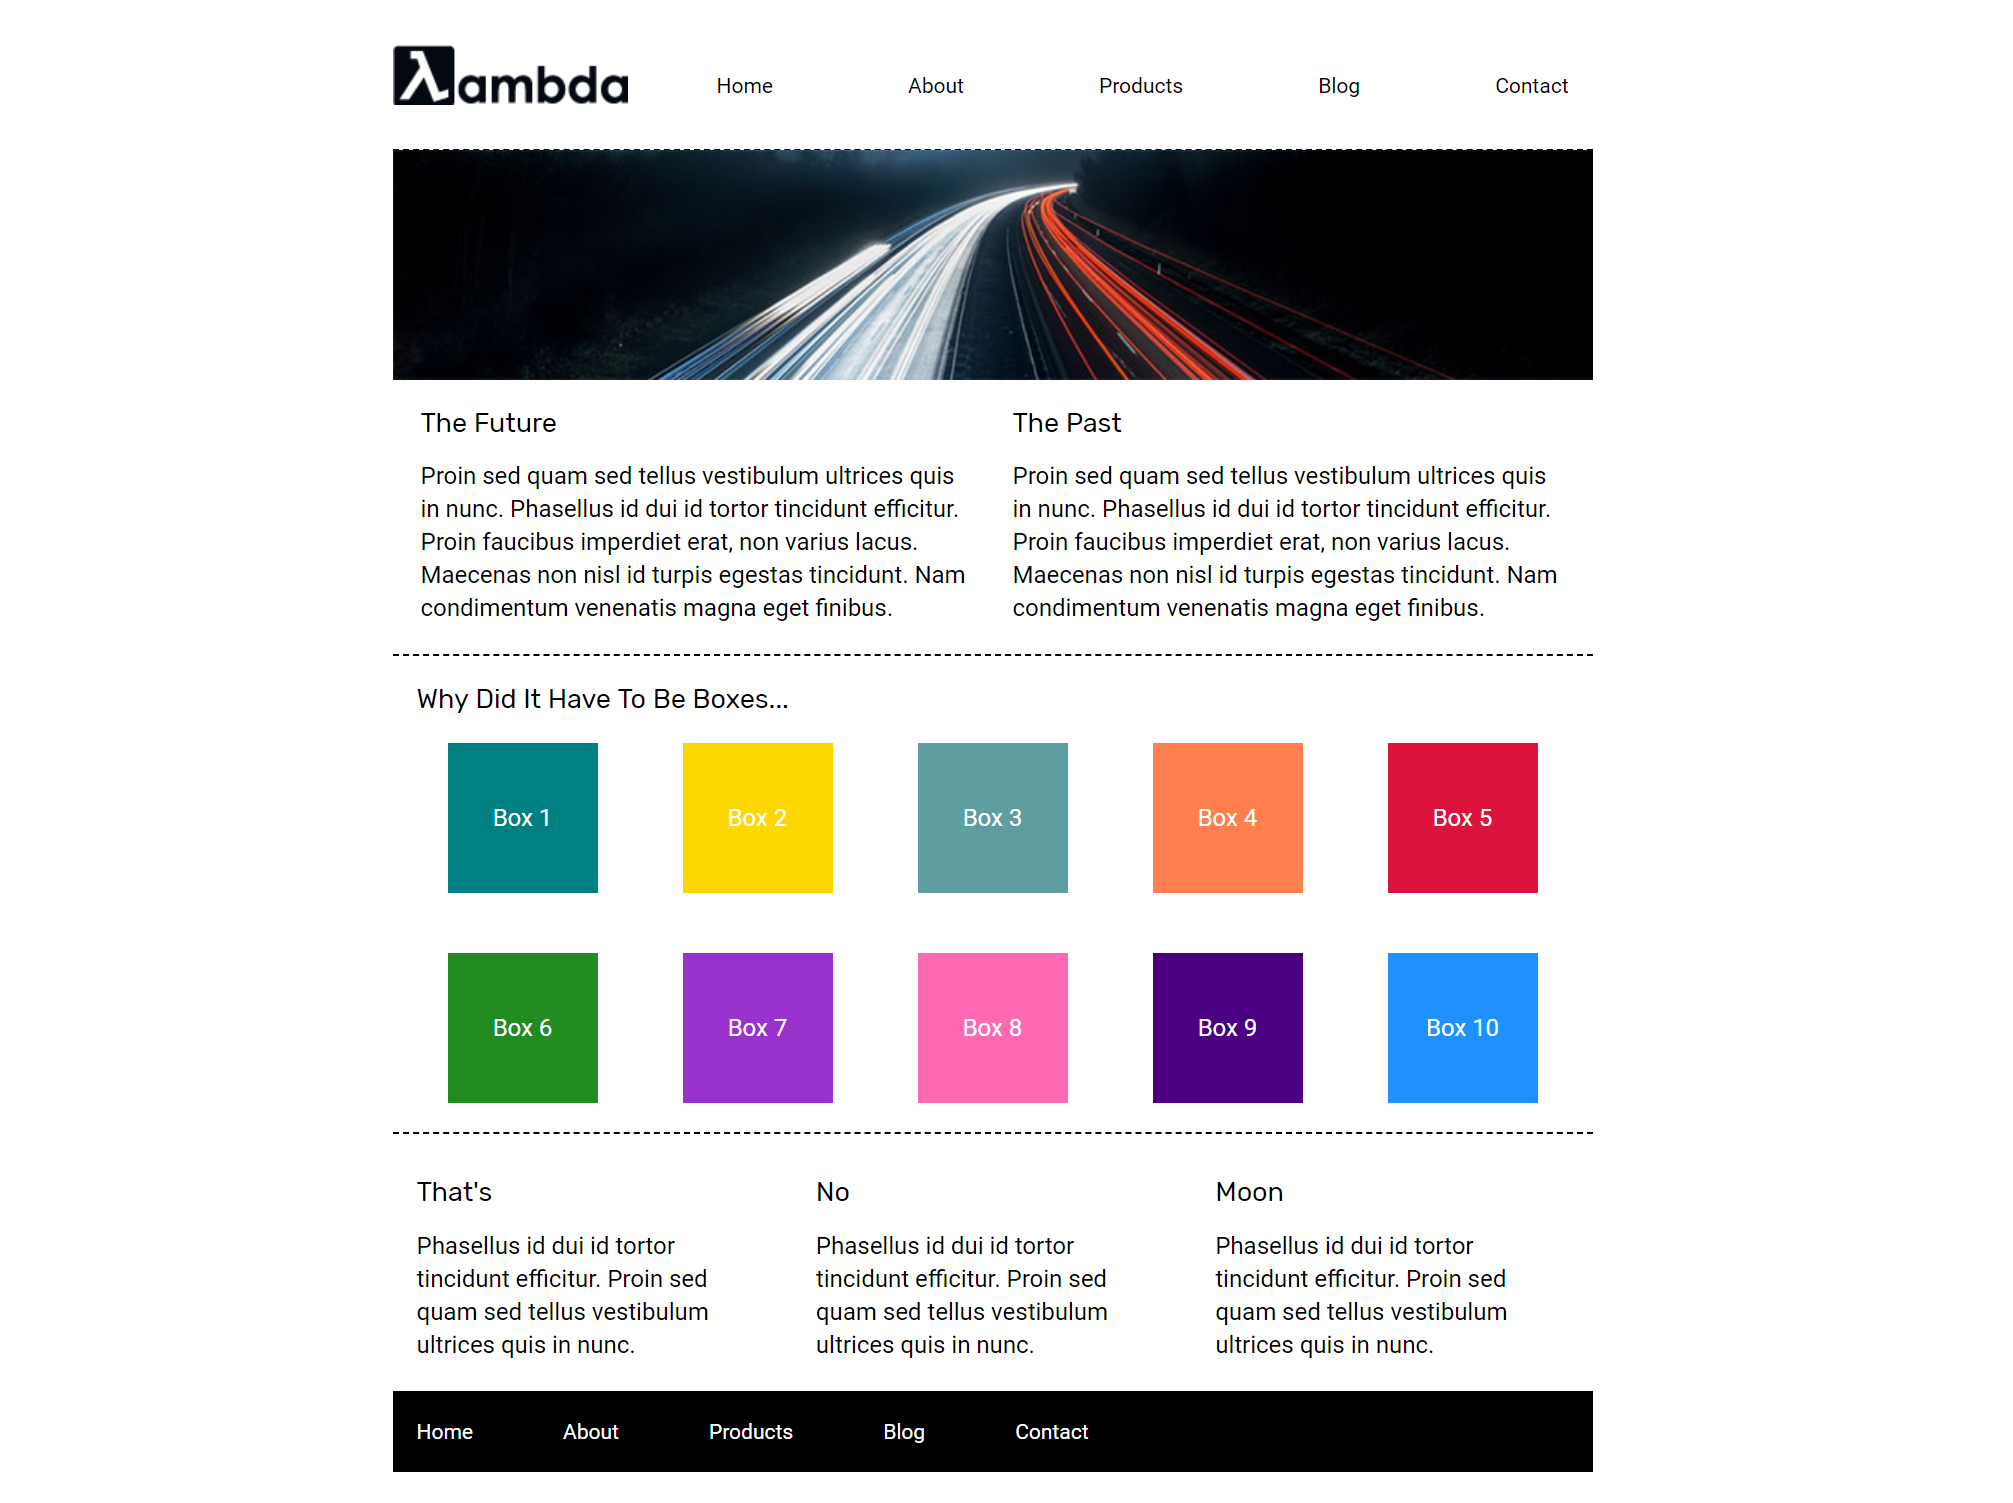 λambda
Home About Products Blog Contact
The Future
Proin sed quam sed tellus vestibulum ultrices quis
in nunc. Phasellus id dui id tortor tincidunt efficitur.
Proin faucibus imperdiet erat, non varius lacus.
Maecenas non nisl id turpis egestas tincidunt. Nam
condimentum venenatis magna eget finibus.
The Past
Proin sed quam sed tellus vestibulum ultrices quis
in nunc. Phasellus id dui id tortor tincidunt efficitur.
Proin faucibus imperdiet erat, non varius lacus.
Maecenas non nisl id turpis egestas tincidunt. Nam
condimentum venenatis magna eget finibus.
Why Did It Have To Be Boxes...
Box 1
Box 2
Box 3
Box 4
Box 5
Box 6
Box 7
Box 8
Box 9
Box 10
That's
Phasellus id dui id tortor
tincidunt efficitur. Proin sed
quam sed tellus vestibulum
ultrices quis in nunc.
No
Phasellus id dui id tortor
tincidunt efficitur. Proin sed
quam sed tellus vestibulum
ultrices quis in nunc.
Moon
Phasellus id dui id tortor
tincidunt efficitur. Proin sed
quam sed tellus vestibulum
ultrices quis in nunc.
Home About Products Blog Contact